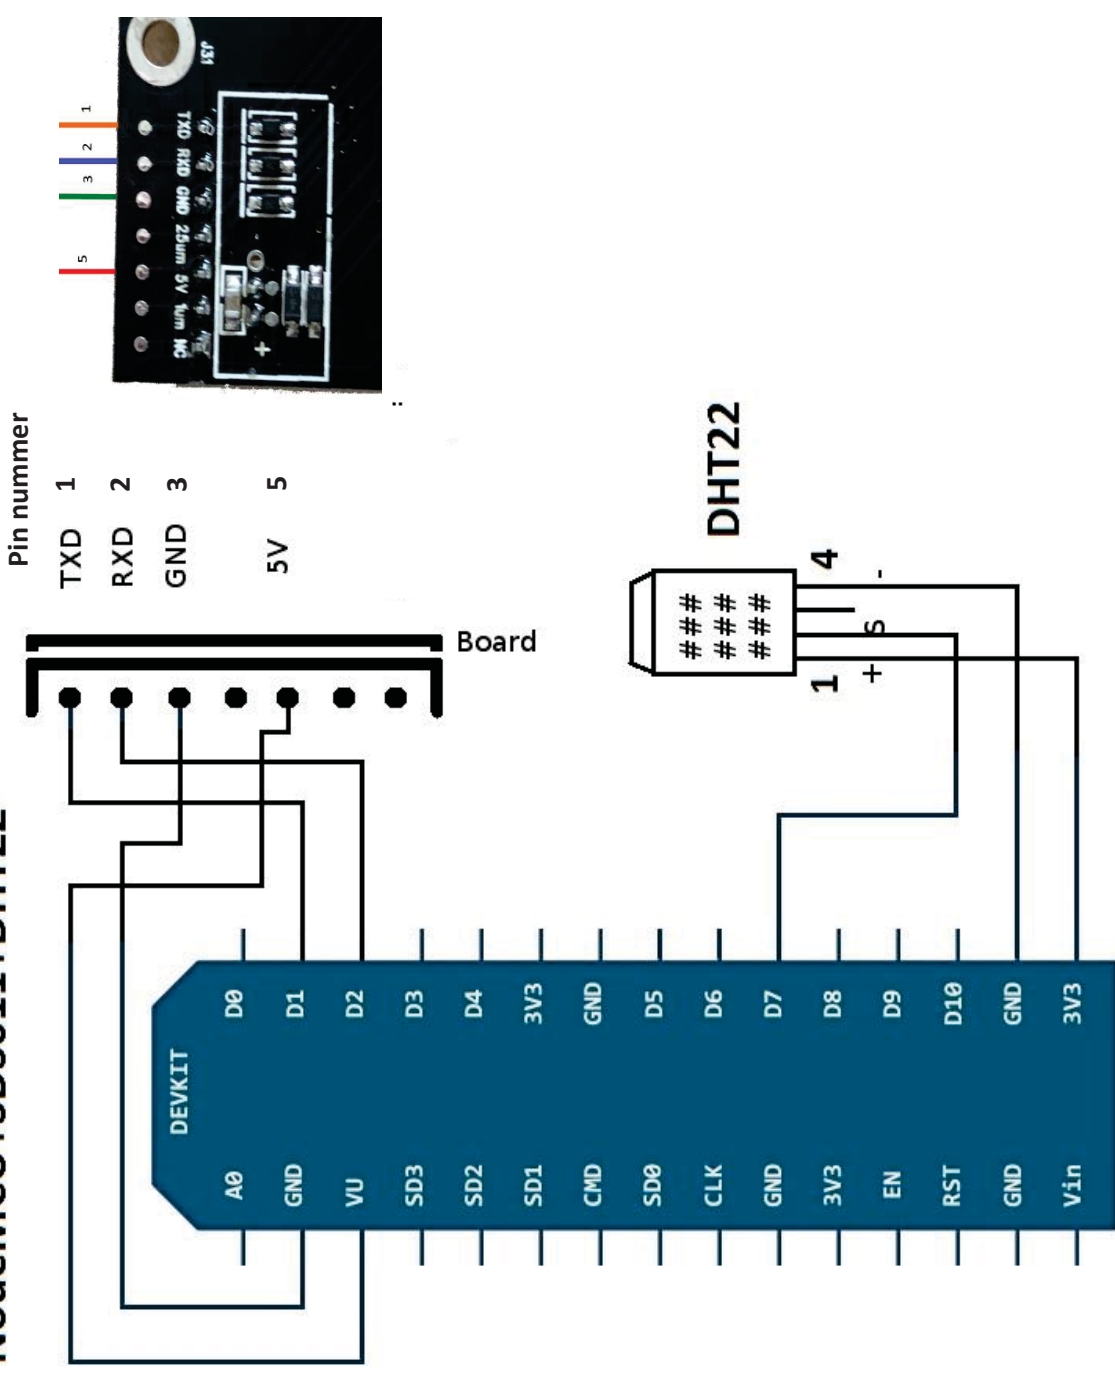 J31
TXD RXD GND 25um 5V 1um NC
1
2
3
5
Pin nummer
TXD 1
RXD 2
GND 3
5V 5
Board
DHT22
1
4
+
S
-
###
###
###
DEVKIT
D0
D1
D2
D3
D4
3V3
GND
D5
D6
D7
D8
D9
D10
GND
3V3
A0
GND
VU
SD3
SD2
SD1
CMD
SD0
CLK
GND
3V3
EN
RST
GND
Vin